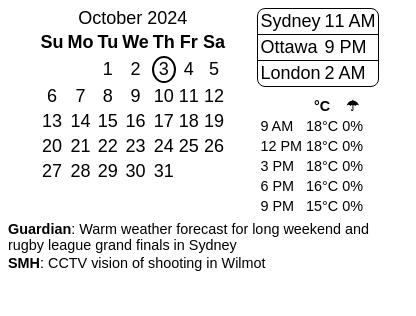 October 2024
Su Mo Tu We Th Fr Sa
1 2 3 4 5
6 7 8 9 10 11 12
13 14 15 16 17 18 19
20 21 22 23 24 25 26
27 28 29 30 31
Sydney 11 AM
Ottawa 9 PM
London 2 AM
°C ☂
9 AM 18°C 0%
12 PM 18°C 0%
3 PM 18°C 0%
6 PM 16°C 0%
9 PM 15°C 0%
Guardian: Warm weather forecast for long weekend and
rugby league grand finals in Sydney
SMH: CCTV vision of shooting in Wilmot